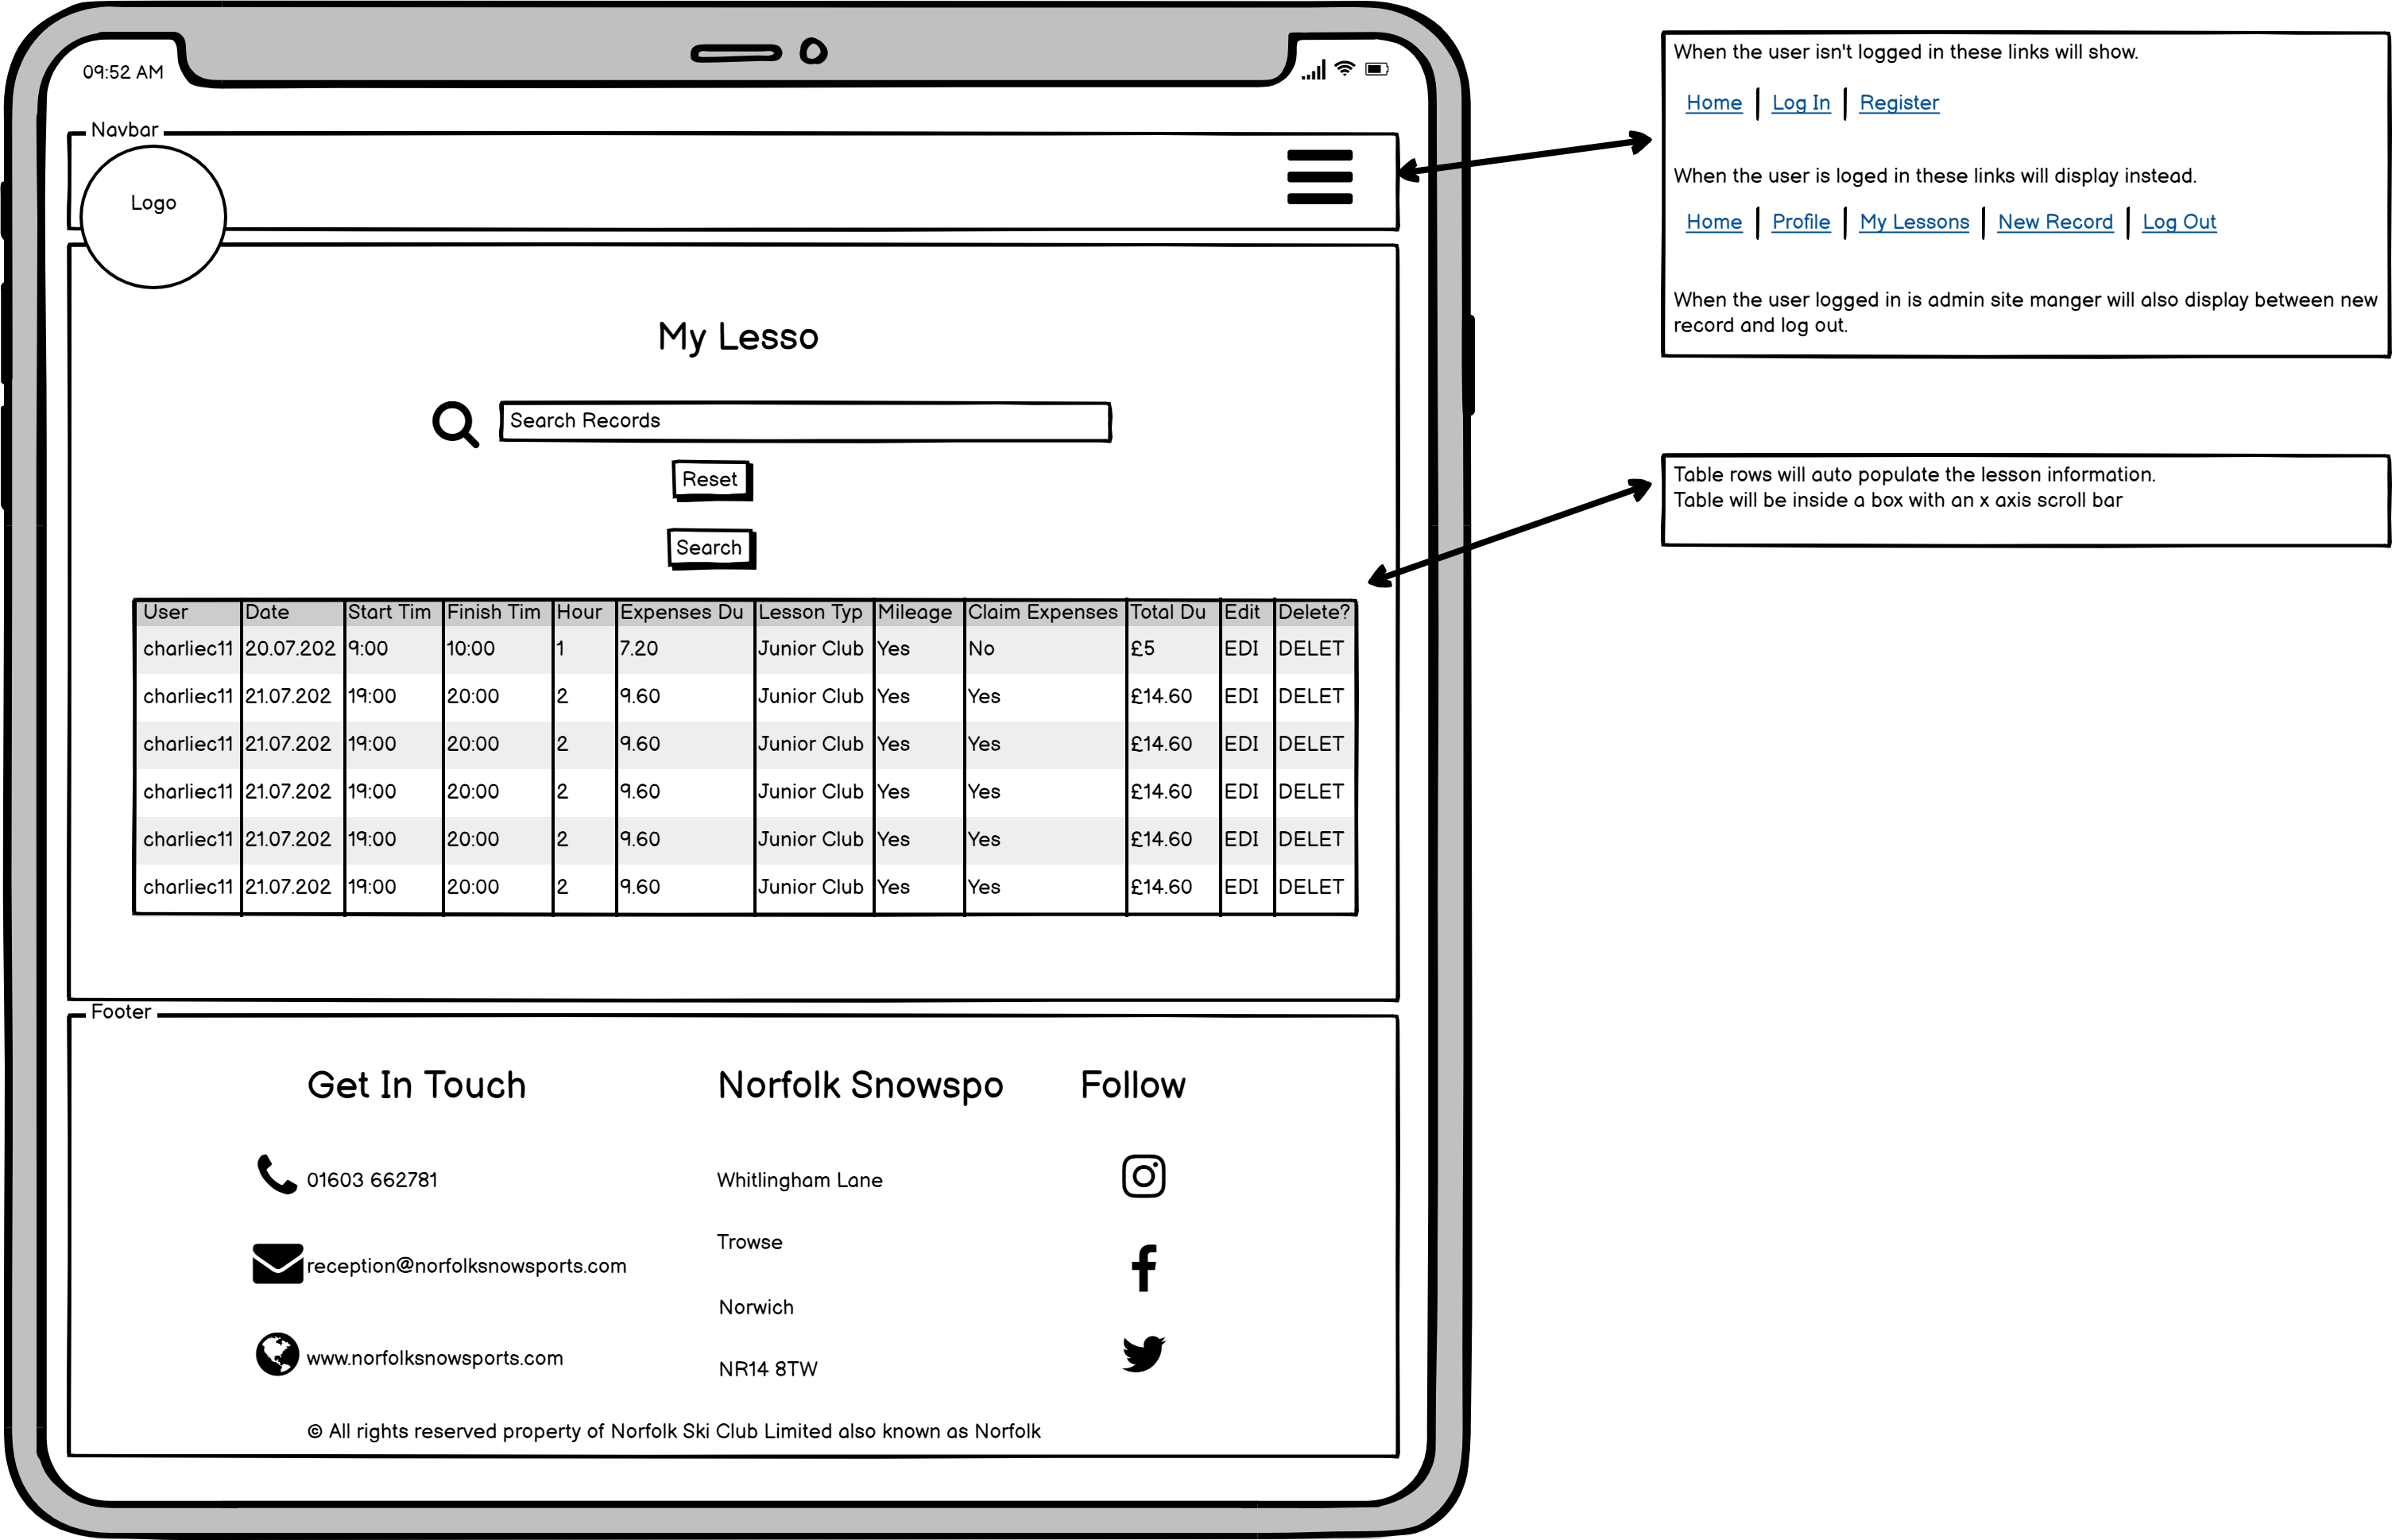 09:52 AM
Navbar
Logo
My Lesso
Search Records
Reset
Search
User Date Start Tim Finish Tim Hour Expenses Du Lesson Typ Mileage Claim Expenses Total Du Edit Delete?
charliec11 20.07.202 9:00 10:00 1 7.20 Junior Club Yes No £5 EDI DELET
charliec11 21.07.202 19:00 20:00 2 9.60 Junior Club Yes Yes £14.60 EDI DELET
charliec11 21.07.202 19:00 20:00 2 9.60 Junior Club Yes Yes £14.60 EDI DELET
charliec11 21.07.202 19:00 20:00 2 9.60 Junior Club Yes Yes £14.60 EDI DELET
charliec11 21.07.202 19:00 20:00 2 9.60 Junior Club Yes Yes £14.60 EDI DELET
charliec11 21.07.202 19:00 20:00 2 9.60 Junior Club Yes Yes £14.60 EDI DELET
Footer
Get In Touch
01603 662781
reception@norfolksnowsports.com
www.norfolksnowsports.com
Norfolk Snowspo
Whitlingham Lane
Trowse
Norwich
NR14 8TW
Follow
© All rights reserved property of Norfolk Ski Club Limited also known as Norfolk
When the user isn't logged in these links will show.
Home Log In Register
When the user is loged in these links will display instead.
Home Profile My Lessons New Record Log Out
When the user logged in is admin site manger will also display between new
record and log out.
Table rows will auto populate the lesson information.
Table will be inside a box with an x axis scroll bar